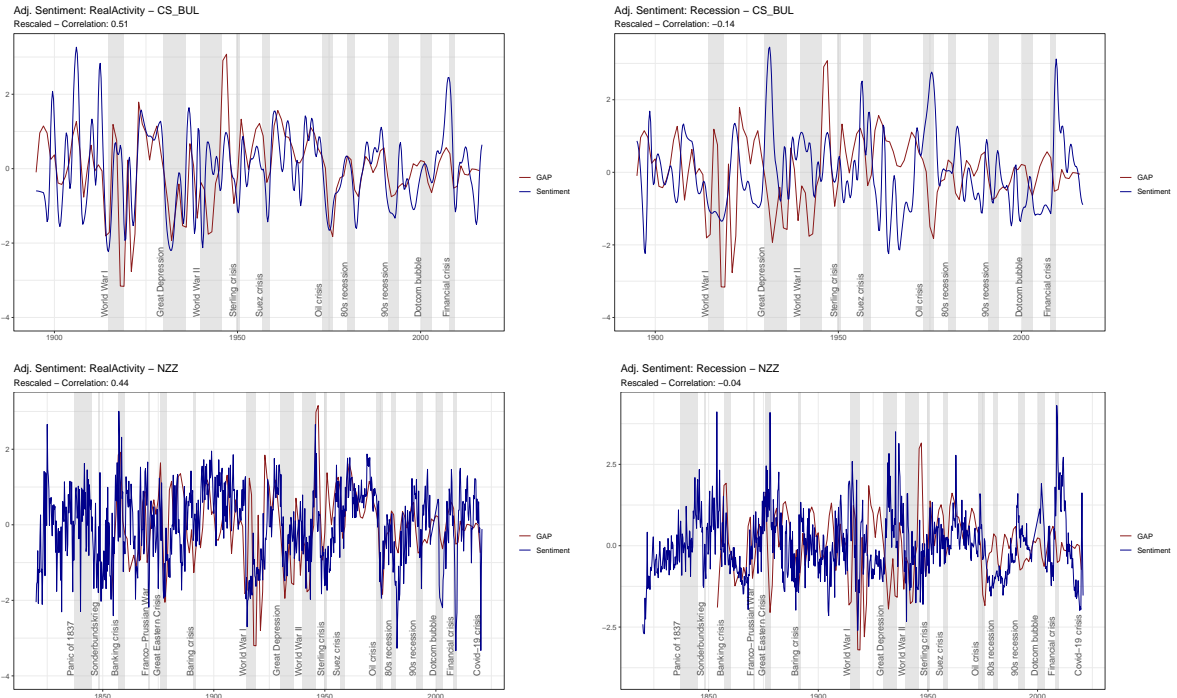 Adj. Sentiment: RealActivity – CS_BUL
Rescaled – Correlation: 0.51
2
0
−2
−4
World War I
Great Depression
World War II
Sterling crisis
Suez crisis
Oil crisis
80s recession
90s recession
Dotcom bubble
Financial crisis
1900
1950
2000
GAP
Sentiment
Adj. Sentiment: Recession – CS_BUL
Rescaled – Correlation: −0.14
2
0
−2
−4
World War I
Great Depression
World War II
Sterling crisis
Suez crisis
Oil crisis
80s recession
90s recession
Dotcom bubble
Financial crisis
1900
1950
2000
GAP
Sentiment
Adj. Sentiment: RealActivity – NZZ
Rescaled – Correlation: 0.44
2
0
−2
−4
Panic of 1837
Sonderbundskrieg
Banking crisis
Franco−Prussian War
Great Eastern Crisis
Baring crisis
World War I
Great Depression
World War II
Sterling crisis
Suez crisis
Oil crisis
80s recession
90s recession
Dotcom bubble
Financial crisis
Covid−19 crisis
1850
1900
1950
2000
GAP
Sentiment
Adj. Sentiment: Recession – NZZ
Rescaled – Correlation: −0.04
2.5
0.0
−2.5
Panic of 1837
Sonderbundskrieg
Banking crisis
Franco−Prussian War
Great Eastern Crisis
Baring crisis
World War I
Great Depression
World War II
Sterling crisis
Suez crisis
Oil crisis
80s recession
90s recession
Dotcom bubble
Financial crisis
Covid−19 crisis
1850
1900
1950
2000
GAP
Sentiment